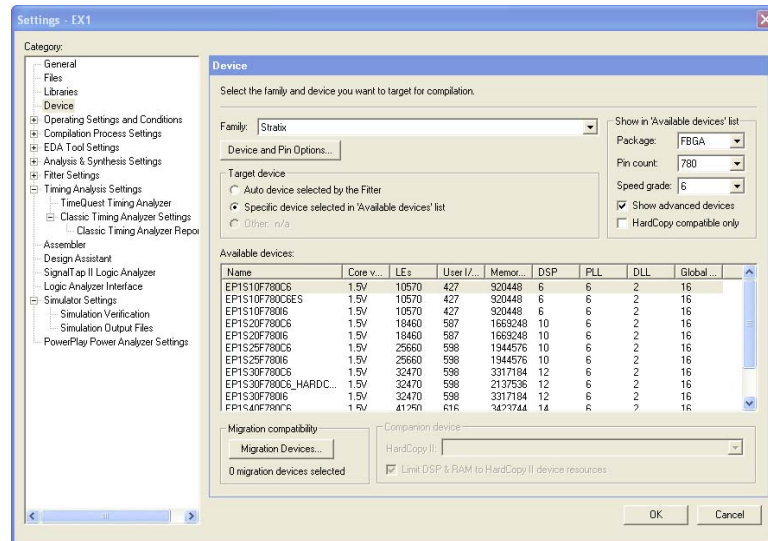 Settings - EX1
Category:
General
Files
Libraries
Device
Operating Settings and Conditions
Compilation Process Settings
EDA Tool Settings
Analysis & Synthesis Settings
Fitter Settings
Timing Analysis Settings
TimeQuest Timing Analyzer
Classic Timing Analyzer Settings
Classic Timing Analyzer Repor
Assembler
Design Assistant
SignalTap II Logic Analyzer
Logic Analyzer Interface
Simulator Settings
Simulation Verification
Simulation Output Files
PowerPlay Power Analyzer Settings
Device
Select the family and device you want to target for compilation.
Family: Stratix
Device and Pin Options...
Target device
Auto device selected by the Fitter
Specific device selected in 'Available devices' list
Other: n/a
Show in 'Available devices' list
Package: FBGA
Pin count: 780
Speed grade: 6
Show advanced devices
HardCopy compatible only
Available devices:
Name Core v... LEs User I/... Memor... DSP PLL DLL Global ...
EP1S10F780C6 1.5V 10570 427 920448 6 6 2 16
EP1S10F780C6ES 1.5V 10570 427 920448 6 6 2 16
EP1S10F780I6 1.5V 10570 427 920448 6 6 2 16
EP1S20F780C6 1.5V 18460 587 1669248 10 6 2 16
EP1S20F780I6 1.5V 18460 587 1669248 10 6 2 16
EP1S25F780C6 1.5V 25660 598 1944576 10 6 2 16
EP1S25F780I6 1.5V 25660 598 1944576 10 6 2 16
EP1S30F780C6 1.5V 32470 598 3317184 12 6 2 16
EP1S30F780C6_HARDC... 1.5V 32470 598 2137536 12 6 2 16
EP1S30F780I6 1.5V 32470 598 3317184 12 6 2 16
EP1S40F780C6 1.5V 41250 616 3423744 14 6 2 16
Migration compatibility
Migration Devices...
0 migration devices selected
Companion device
HardCopy II:
Limit DSP & RAM to HardCopy II device resources
OK Cancel